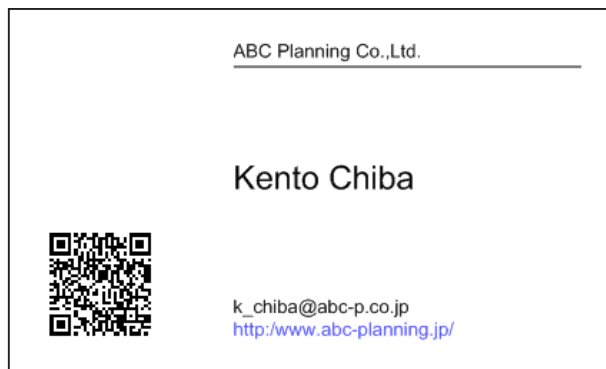 ABC Planning Co.,Ltd.
Kento Chiba
k_chiba@abc-p.co.jp
http:/www.abc-planning.jp/